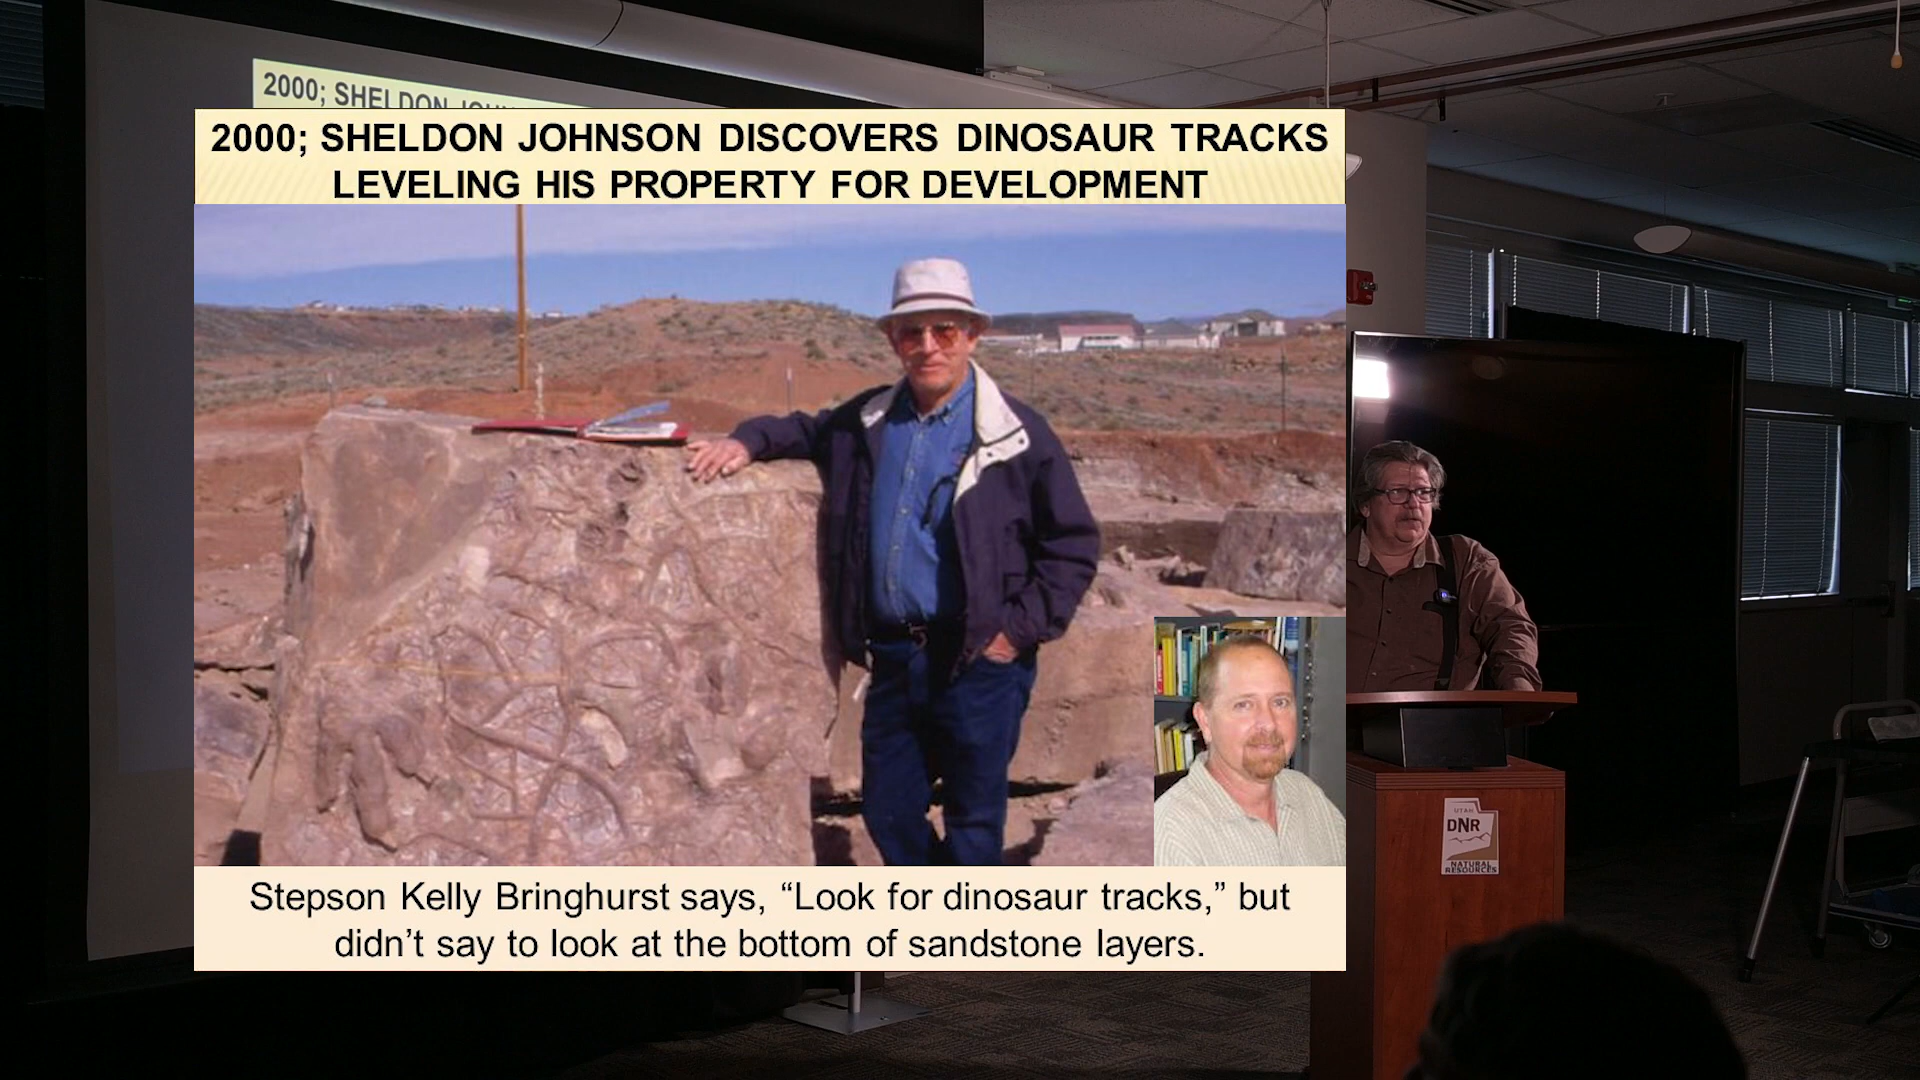 2000; SHELDON
2000; SHELDON JOHNSON DISCOVERS DINOSAUR TRACKS
LEVELING HIS PROPERTY FOR DEVELOPMENT
Stepson Kelly Bringhurst says, “Look for dinosaur tracks,” but
didn’t say to look at the bottom of sandstone layers.
UTAH
DNR
NATURAL
RESOURCES